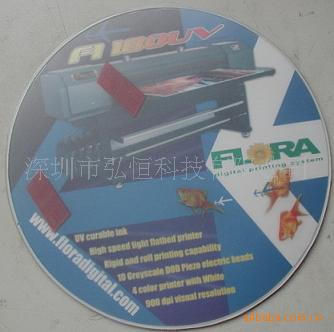 F1 180UV
深圳市弘恒科技
FLORA
digital printing system
www.floradigital.com
UV curable ink
High speed light flatbed printer
Rigid and roll printing capability
10 Greyscale DOD Piezo electric heads
4 color printer with White
900 dpi visual resolution